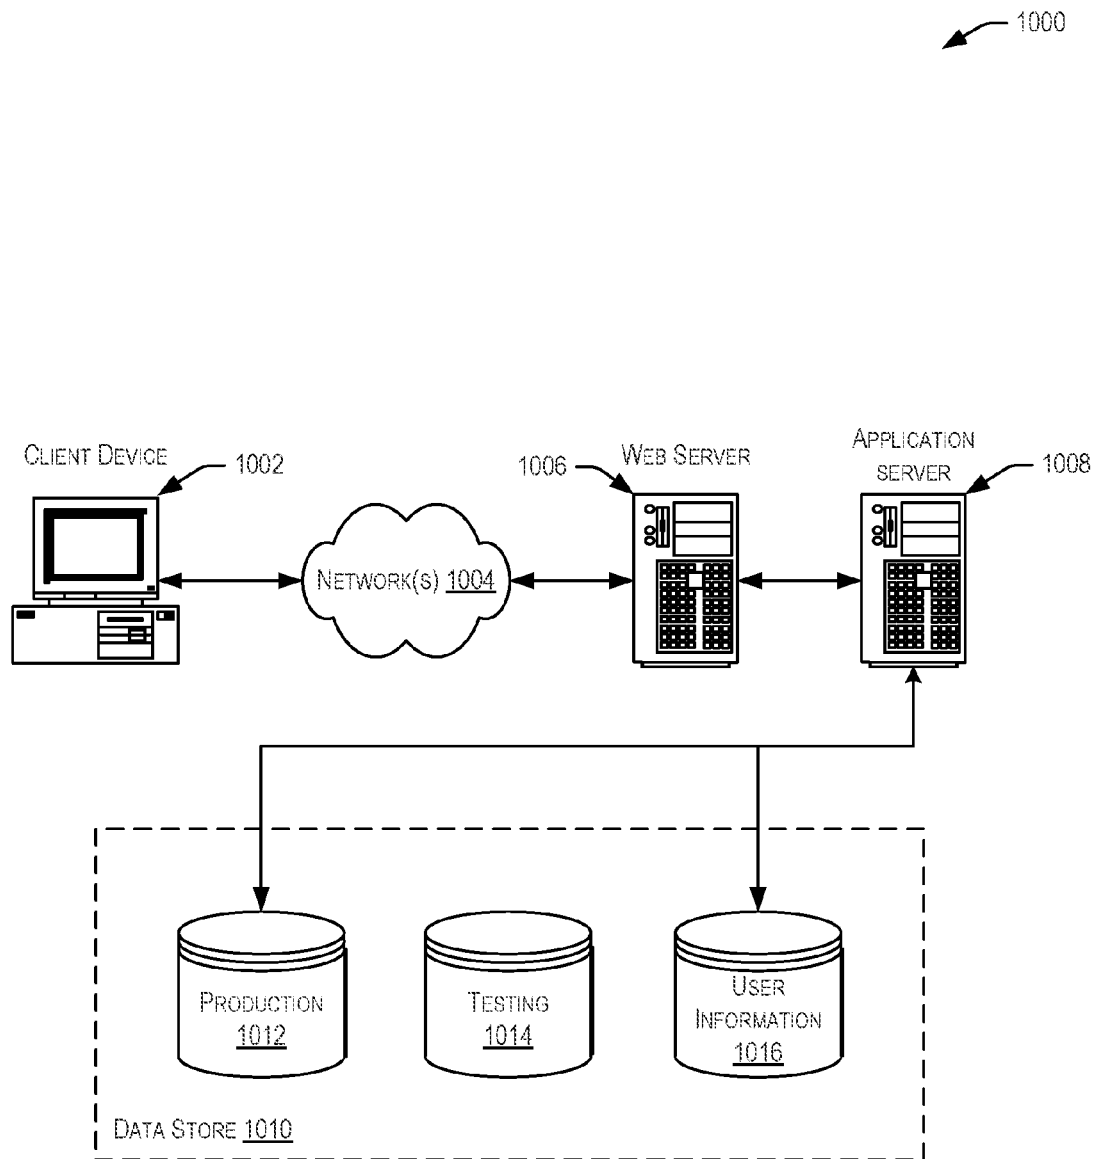 1000
CLIENT DEVICE
1002
1006
WEB SERVER
APPLICATION
SERVER
1008
NETWORK(S) 1004
PRODUCTION
1012
TESTING
1014
USER
INFORMATION
1016
DATA STORE 1010